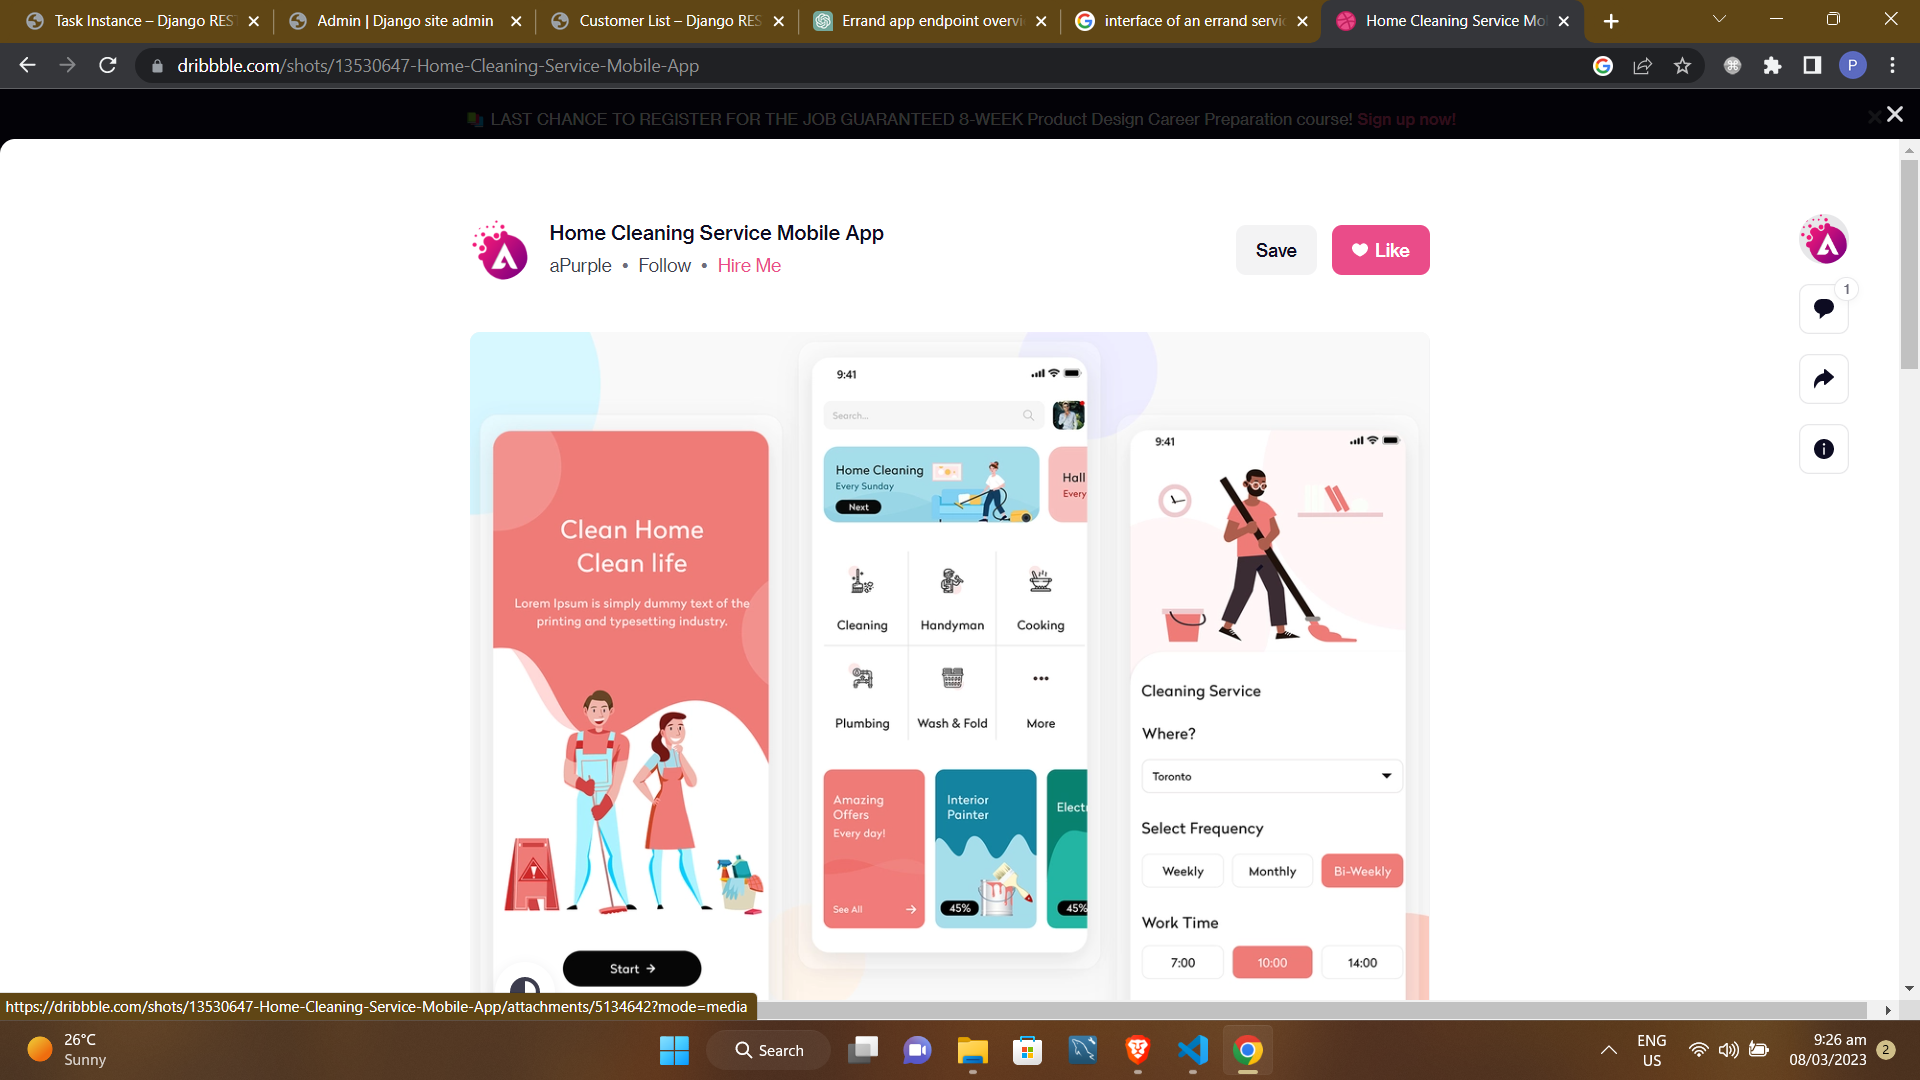 Task Instance – Django RES
Admin | Django site admin
Customer List – Django RES
Errand app endpoint overvi
interface of an errand servi
Home Cleaning Service Mo
dribbble.com/shots/13530647-Home-Cleaning-Service-Mobile-App
P
LAST CHANCE TO REGISTER FOR THE JOB GUARANTEED 8-WEEK Product Design Career Preparation course! Sign up now!
Home Cleaning Service Mobile App
aPurple • Follow • Hire Me
Save
Like
1
Clean Home
Clean life
Lorem Ipsum is simply dummy text of the
printing and typesetting industry.
Start →
9:41
Search...
Home Cleaning
Every Sunday
Next
Hall
Every
Cleaning
Handyman
Cooking
Plumbing
Wash & Fold
More
Amazing
Offers
Every day!
See All
Interior
Painter
45%
Electr
45%
9:41
Cleaning Service
Where?
Toronto
Select Frequency
Weekly
Monthly
Bi-Weekly
Work Time
7:00
10:00
14:00
https://dribbble.com/shots/13530647-Home-Cleaning-Service-Mobile-App/attachments/5134642?mode=media
26°C
Sunny
Search
ENG
US
9:26 am
08/03/2023
2